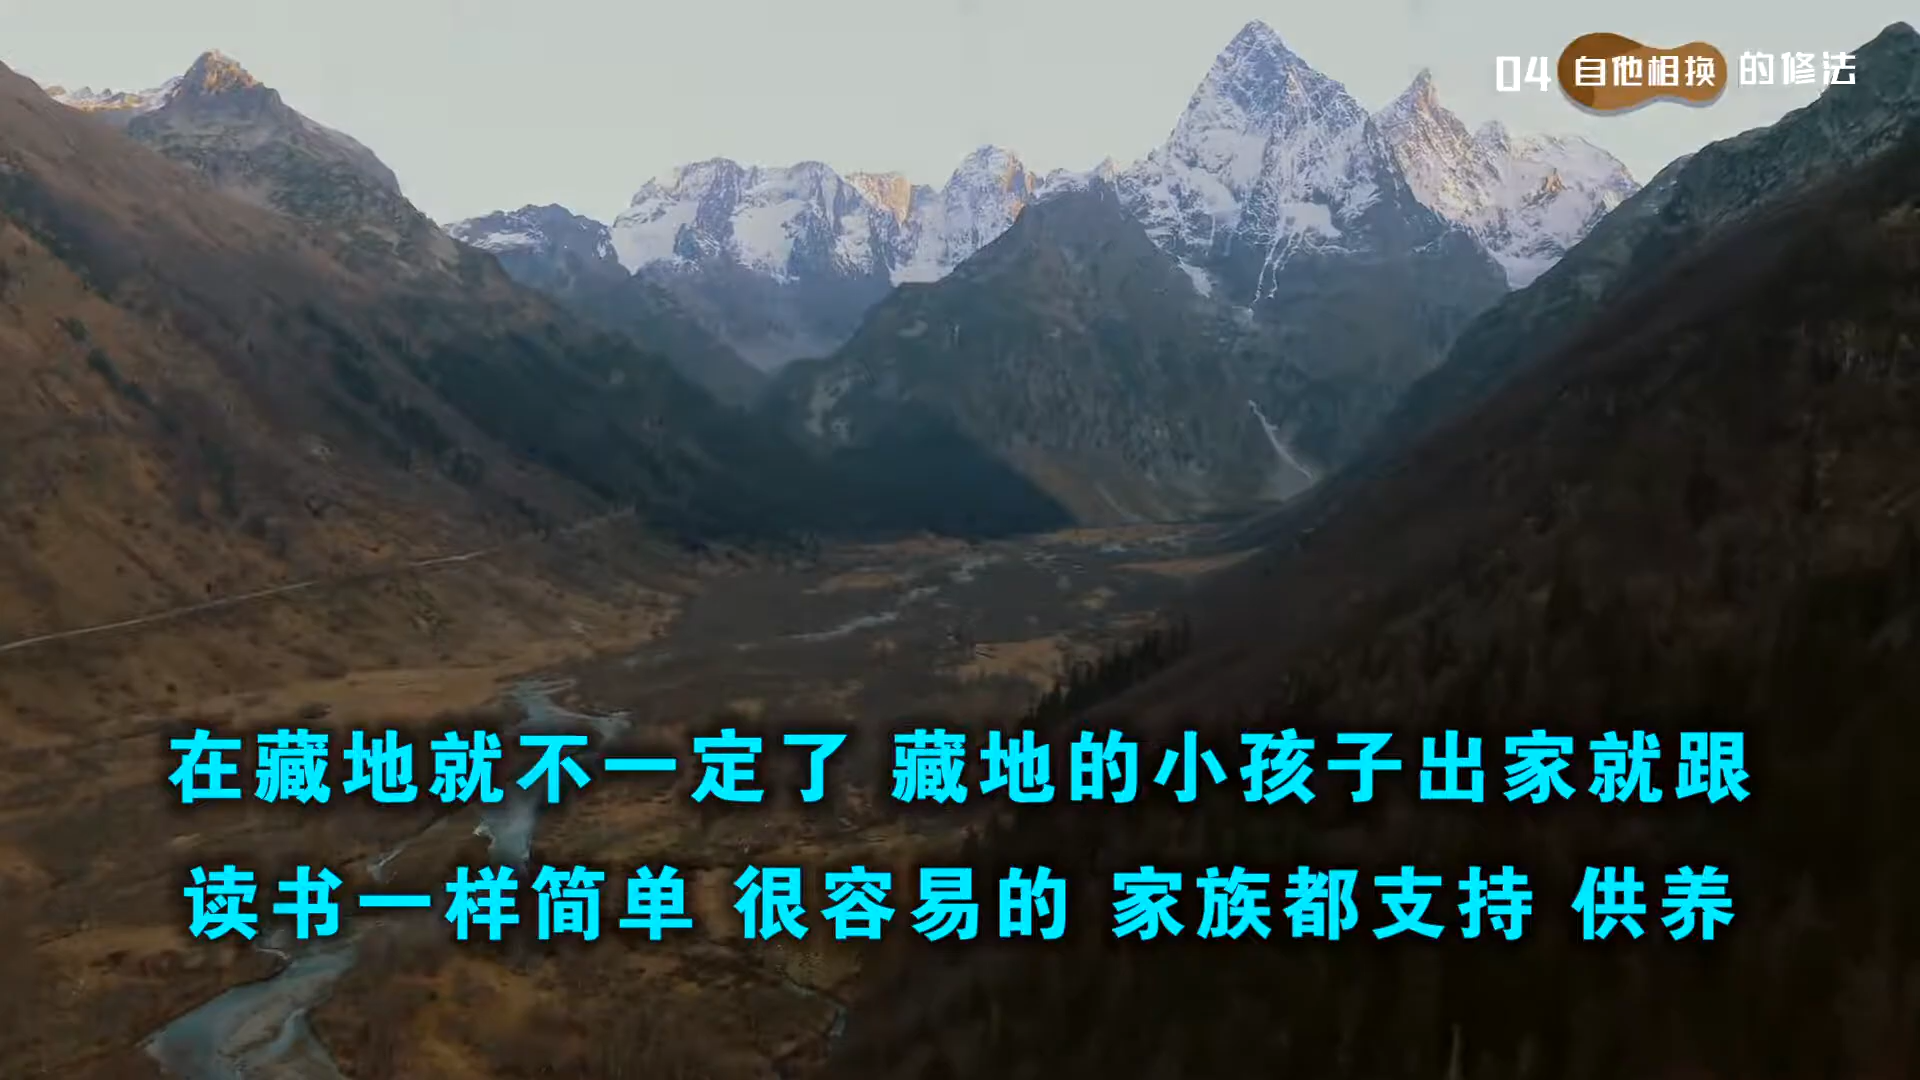 04 自他相换 的修法
在藏地就不一定了 藏地的小孩子出家就跟
读书一样简单 很容易的 家族都支持 供养